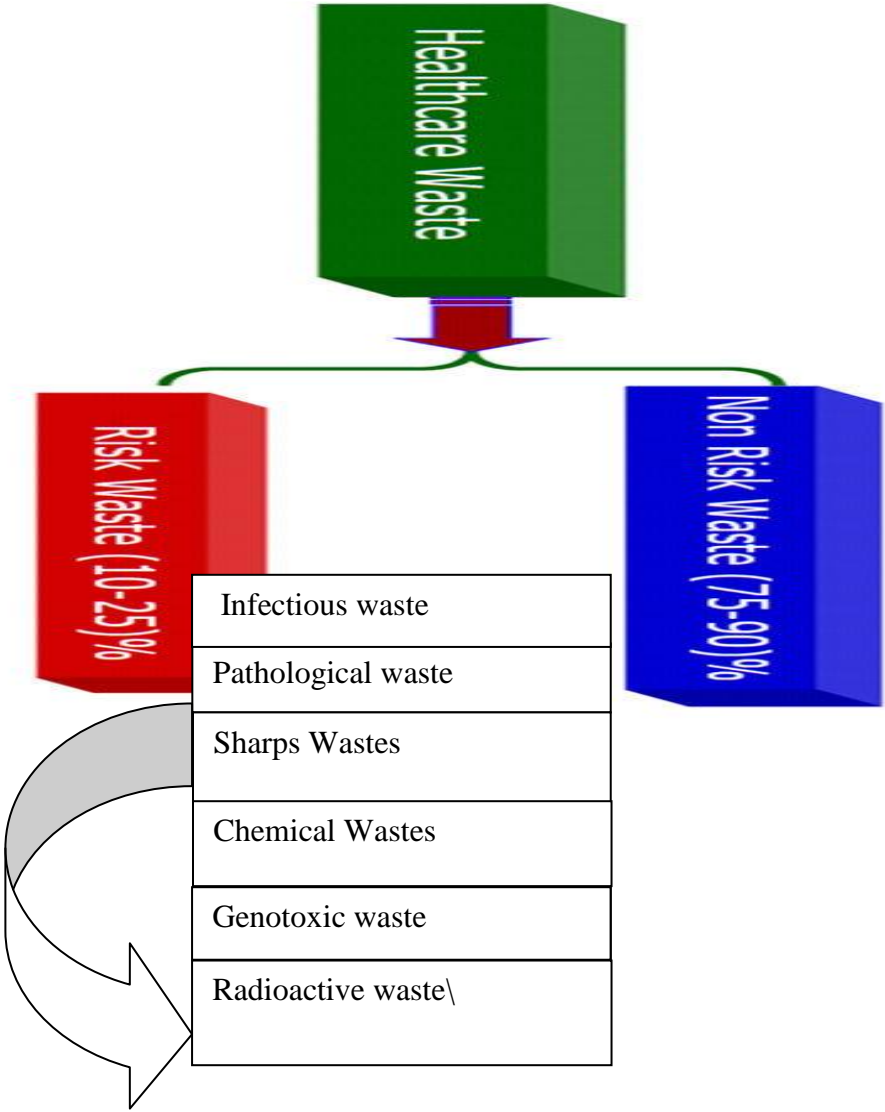 Healthcare Waste
Risk Waste (10-25)%
Non Risk Waste (75-90)%
Infectious waste
Pathological waste
Sharps Wastes
Chemical Wastes
Genotoxic waste
Radioactive waste\